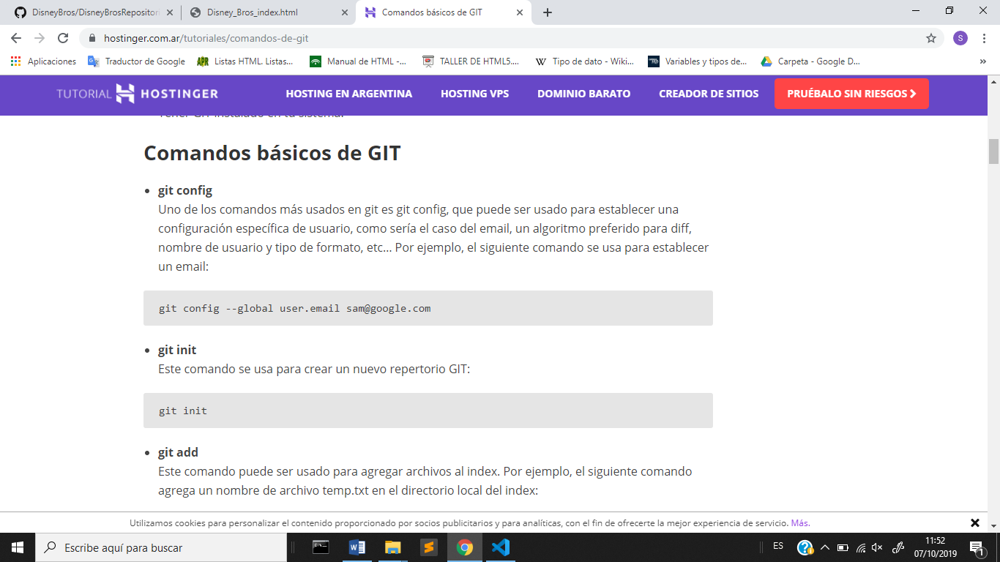 DisneyBros/DisneyBrosRepositor
Disney_Bros_index.html
Comandos básicos de GIT
hostinger.com.ar/tutoriales/comandos-de-git
S
Aplicaciones
Traductor de Google
APR
Listas HTML. Listas...
Manual de HTML -...
TALLER DE HTML5....
W
Tipo de dato - Wiki...
Variables y tipos de...
Carpeta - Google D...
»
TUTORIAL HOSTINGER
HOSTING EN ARGENTINA
HOSTING VPS
DOMINIO BARATO
CREADOR DE SITIOS
PRUÉBALO SIN RIESGOS
Tener GIT instalado en tu sistema.
Comandos básicos de GIT
• git config
Uno de los comandos más usados en git es git config, que puede ser usado para establecer una
configuración específica de usuario, como sería el caso del email, un algoritmo preferido para diff,
nombre de usuario y tipo de formato, etc... Por ejemplo, el siguiente comando se usa para establecer
un email:
git config --global user.email sam@google.com
• git init
Este comando se usa para crear un nuevo repertorio GIT:
git init
• git add
Este comando puede ser usado para agregar archivos al index. Por ejemplo, el siguiente comando
agrega un nombre de archivo temp.txt en el directorio local del index:
Utilizamos cookies para personalizar el contenido proporcionado por socios publicitarios y para analíticas, con el fin de ofrecerte la mejor experiencia de servicio. Más.
Escribe aquí para buscar
ES
11:52
07/10/2019
1